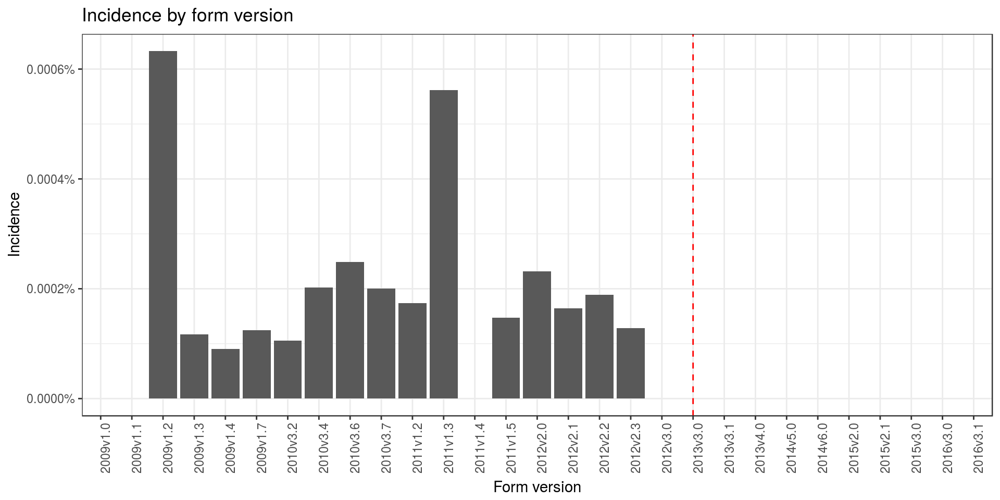 Incidence by form version
Incidence
0.0006%
0.0004%
0.0002%
0.0000%
2009v1.0
2009v1.1
2009v1.2
2009v1.3
2009v1.4
2009v1.7
2010v3.2
2010v3.4
2010v3.6
2010v3.7
2011v1.2
2011v1.3
2011v1.4
2011v1.5
2012v2.0
2012v2.1
2012v2.2
2012v2.3
2012v3.0
2013v3.0
2013v3.1
2013v4.0
2014v5.0
2014v6.0
2015v2.0
2015v2.1
2015v3.0
2016v3.0
2016v3.1
Form version